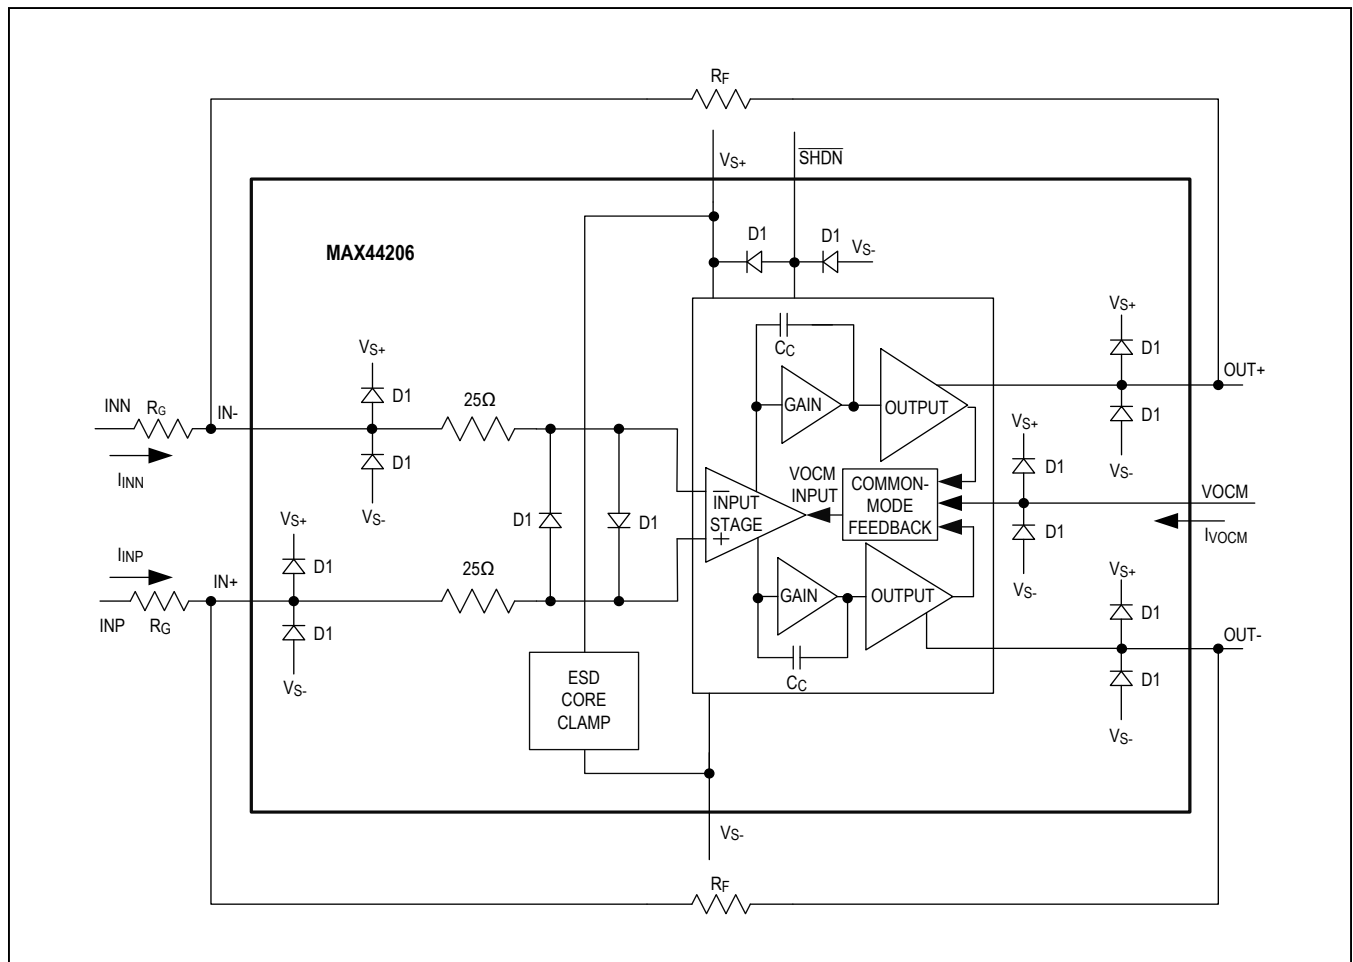 RF
VS+
SHDN
MAX44206
D1
D1
VS-
VS+
D1
D1
VS-
INN
RG
IN-
IINN
25Ω
CC
GAIN
OUTPUT
VS+
D1
D1
VS-
OUT+
VS+
D1
D1
VS-
VOCM
IVOCM
D1
D1
INPUT
STAGE
+
VOCM
INPUT
COMMON-
MODE
FEEDBACK
VS+
D1
D1
VS-
IINP
IN+
INP
RG
25Ω
GAIN
OUTPUT
CC
VS+
D1
D1
VS-
OUT-
ESD
CORE
CLAMP
VS-
RF